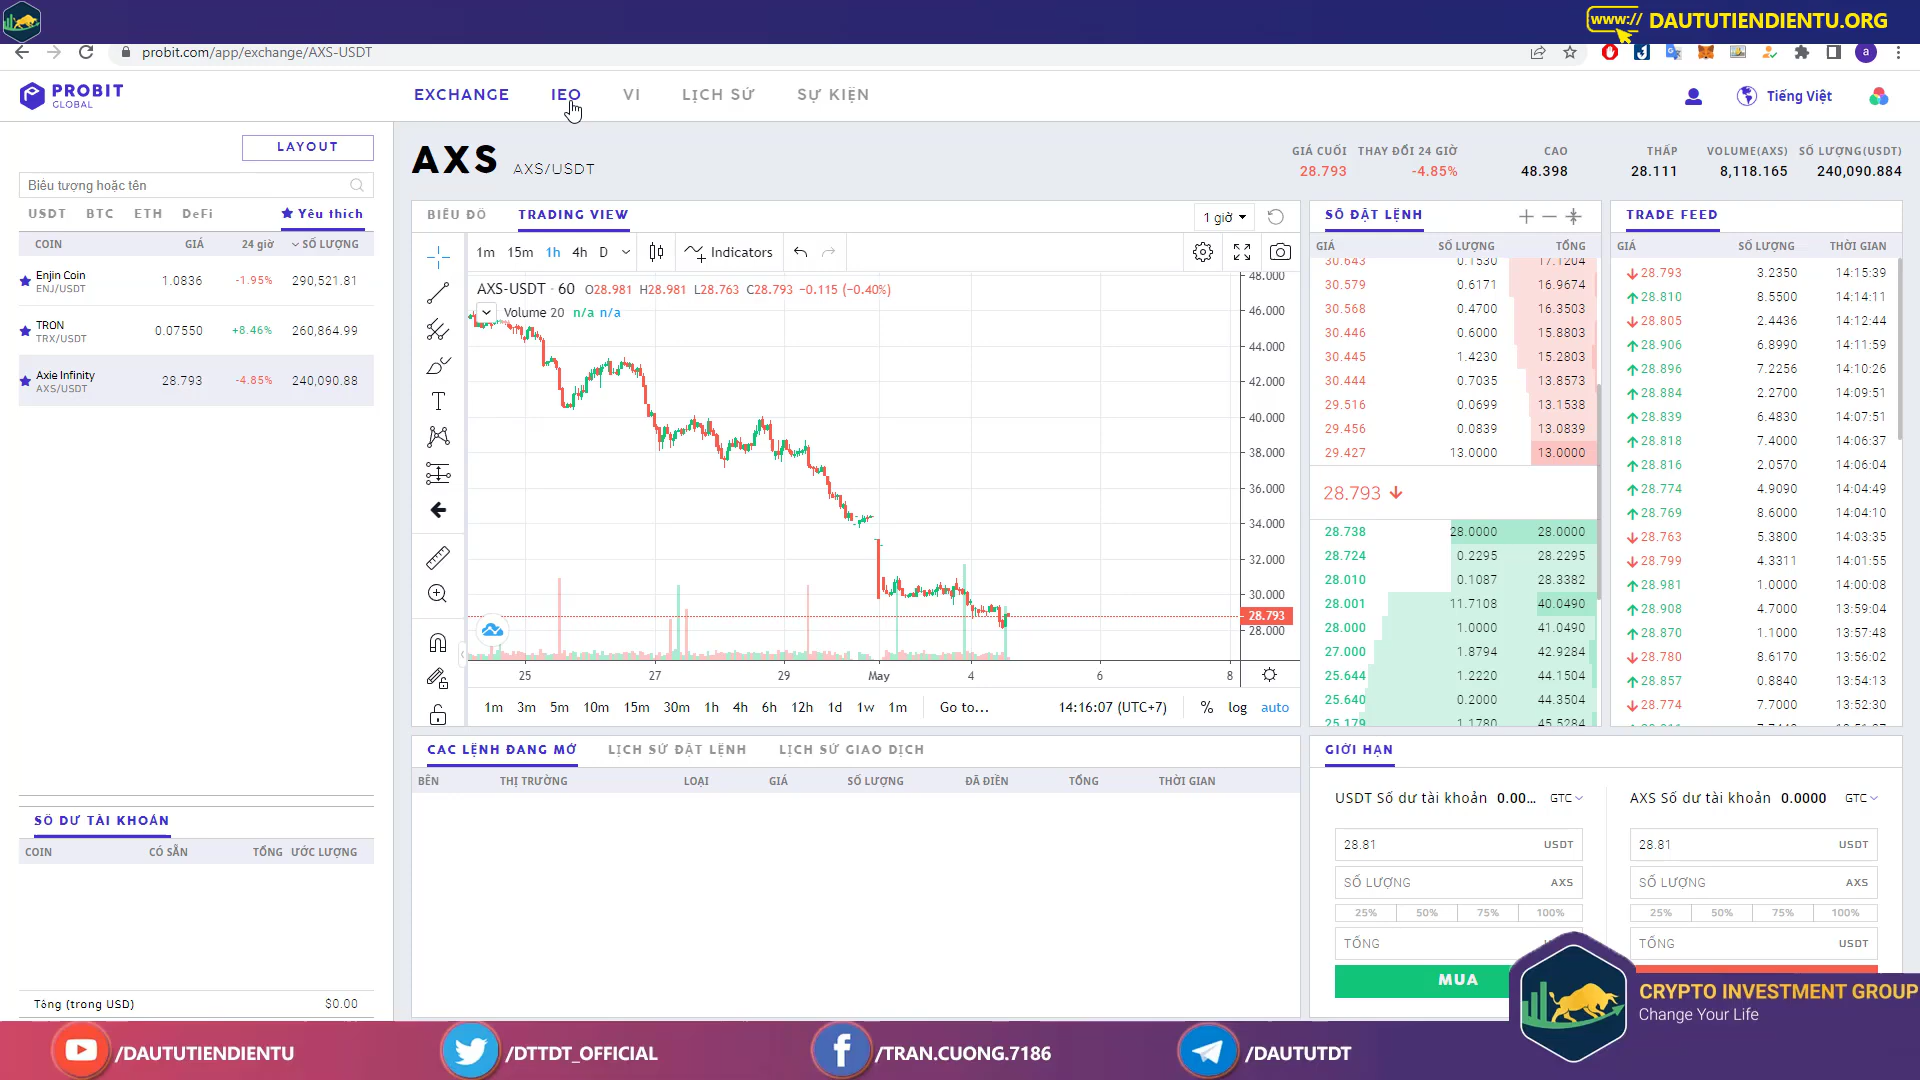 www://
DAUTUTIENDIENTU.ORG
probit.com/app/exchange/AXS-USDT
a
PROBIT
GLOBAL
EXCHANGE
IEO
VI
LỊCH SỬ
SỰ KIỆN
Tiếng Việt
LAYOUT
Biểu tượng hoặc tên
USDT BTC ETH DeFi Yêu thích
COIN GIÁ 24 giờ SỐ LƯỢNG
Enjin Coin
ENJ/USDT
1.0836 -1.95% 290,521.81
TRON
TRX/USDT
0.07550 +8.46% 260,864.99
Axie Infinity
AXS/USDT
28.793 -4.85% 240,090.88
SỐ DƯ TÀI KHOẢN
COIN CÓ SẴN TỔNG ƯỚC LƯỢNG
Tổng (trong USD) $0.00
AXS AXS/USDT
GIÁ CUỐI THAY ĐỔI 24 GIỜ CAO THẤP VOLUME(AXS) SỐ LƯỢNG(USDT)
28.793 -4.85% 48.398 28.111 8,118.165 240,090.884
BIỂU ĐỒ TRADING VIEW 1 giờ
1m 15m 1h 4h D Indicators
AXS-USDT · 60 O28.981 H28.981 L28.763 C28.793 −0.115 (−0.40%)
Volume 20 n/a n/a
48.000
46.000
44.000
42.000
40.000
38.000
36.000
34.000
32.000
30.000
28.793
28.000
25 27 29 May 4 6 8
1m 3m 5m 10m 15m 30m 1h 4h 6h 12h 1d 1w 1m Go to... 14:16:07 (UTC+7) % log auto
SỔ ĐẶT LỆNH
GIÁ SỐ LƯỢNG TỔNG
30.643 0.1530 17.1204
30.579 0.6171 16.9674
30.568 0.4700 16.3503
30.446 0.6000 15.8803
30.445 1.4230 15.2803
30.444 0.7035 13.8573
29.516 0.0699 13.1538
29.456 0.0839 13.0839
29.427 13.0000 13.0000
28.793
28.738 28.0000 28.0000
28.724 0.2295 28.2295
28.010 0.1087 28.3382
28.001 11.7108 40.0490
28.000 1.0000 41.0490
27.000 1.8794 42.9284
25.644 1.2220 44.1504
25.640 0.2000 44.3504
25.179 1.1780 45.5284
TRADE FEED
GIÁ SỐ LƯỢNG THỜI GIAN
28.793 3.2350 14:15:39
28.810 8.5500 14:14:11
28.805 2.4436 14:12:44
28.906 6.8990 14:11:59
28.896 7.2256 14:10:26
28.884 2.2700 14:09:51
28.839 6.4830 14:07:51
28.818 7.4000 14:06:37
28.816 2.0570 14:06:04
28.774 4.9090 14:04:49
28.769 8.6000 14:04:10
28.763 5.3800 14:03:35
28.799 4.3311 14:01:55
28.981 1.0000 14:00:08
28.908 4.7000 13:59:04
28.870 1.1000 13:57:48
28.780 8.6170 13:56:02
28.857 0.8840 13:54:13
28.774 7.7000 13:52:30
CÁC LỆNH ĐANG MỞ LỊCH SỬ ĐẶT LỆNH LỊCH SỬ GIAO DỊCH
BÊN THỊ TRƯỜNG LOẠI GIÁ SỐ LƯỢNG ĐÃ ĐIỀN TỔNG THỜI GIAN
GIỚI HẠN
USDT Số dư tài khoản 0.00... GTC
28.81 USDT
SỐ LƯỢNG AXS
25% 50% 75% 100%
TỔNG
MUA
AXS Số dư tài khoản 0.0000 GTC
28.81 USDT
SỐ LƯỢNG AXS
25% 50% 75% 100%
TỔNG USDT
CRYPTO INVESTMENT GROUP
Change Your Life
/DAUTUTIENDIENTU
/DTTDT_OFFICIAL
/TRAN.CUONG.7186
/DAUTUTDT